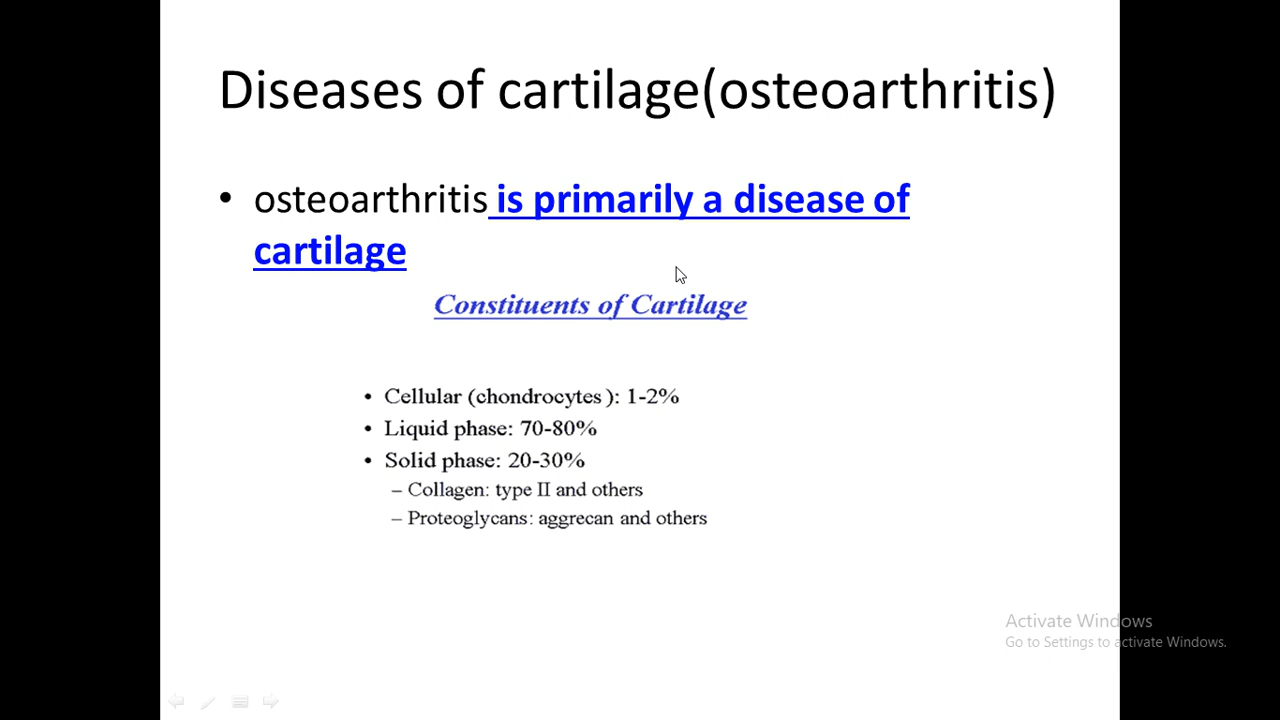 Diseases of cartilage(osteoarthritis)
• osteoarthritis is primarily a disease of
cartilage
Constituents of Cartilage
• Cellular (chondrocytes ): 1-2%
• Liquid phase: 70-80%
• Solid phase: 20-30%
– Collagen: type II and others
– Proteoglycans: aggrecan and others
Activate Windows
Go to Settings to activate Windows.